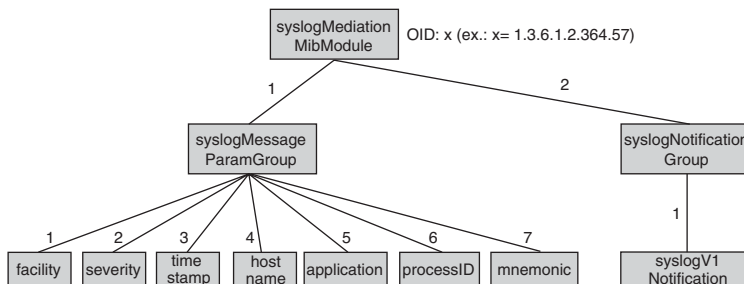 syslogMediation
MibModule
OID: x (ex.: x= 1.3.6.1.2.364.57)
1
2
syslogMessage
ParamGroup
syslogNotification
Group
1
2
3
4
5
6
7
1
facility
severity
time
stamp
host
name
application
processID
mnemonic
syslogV1
Notification